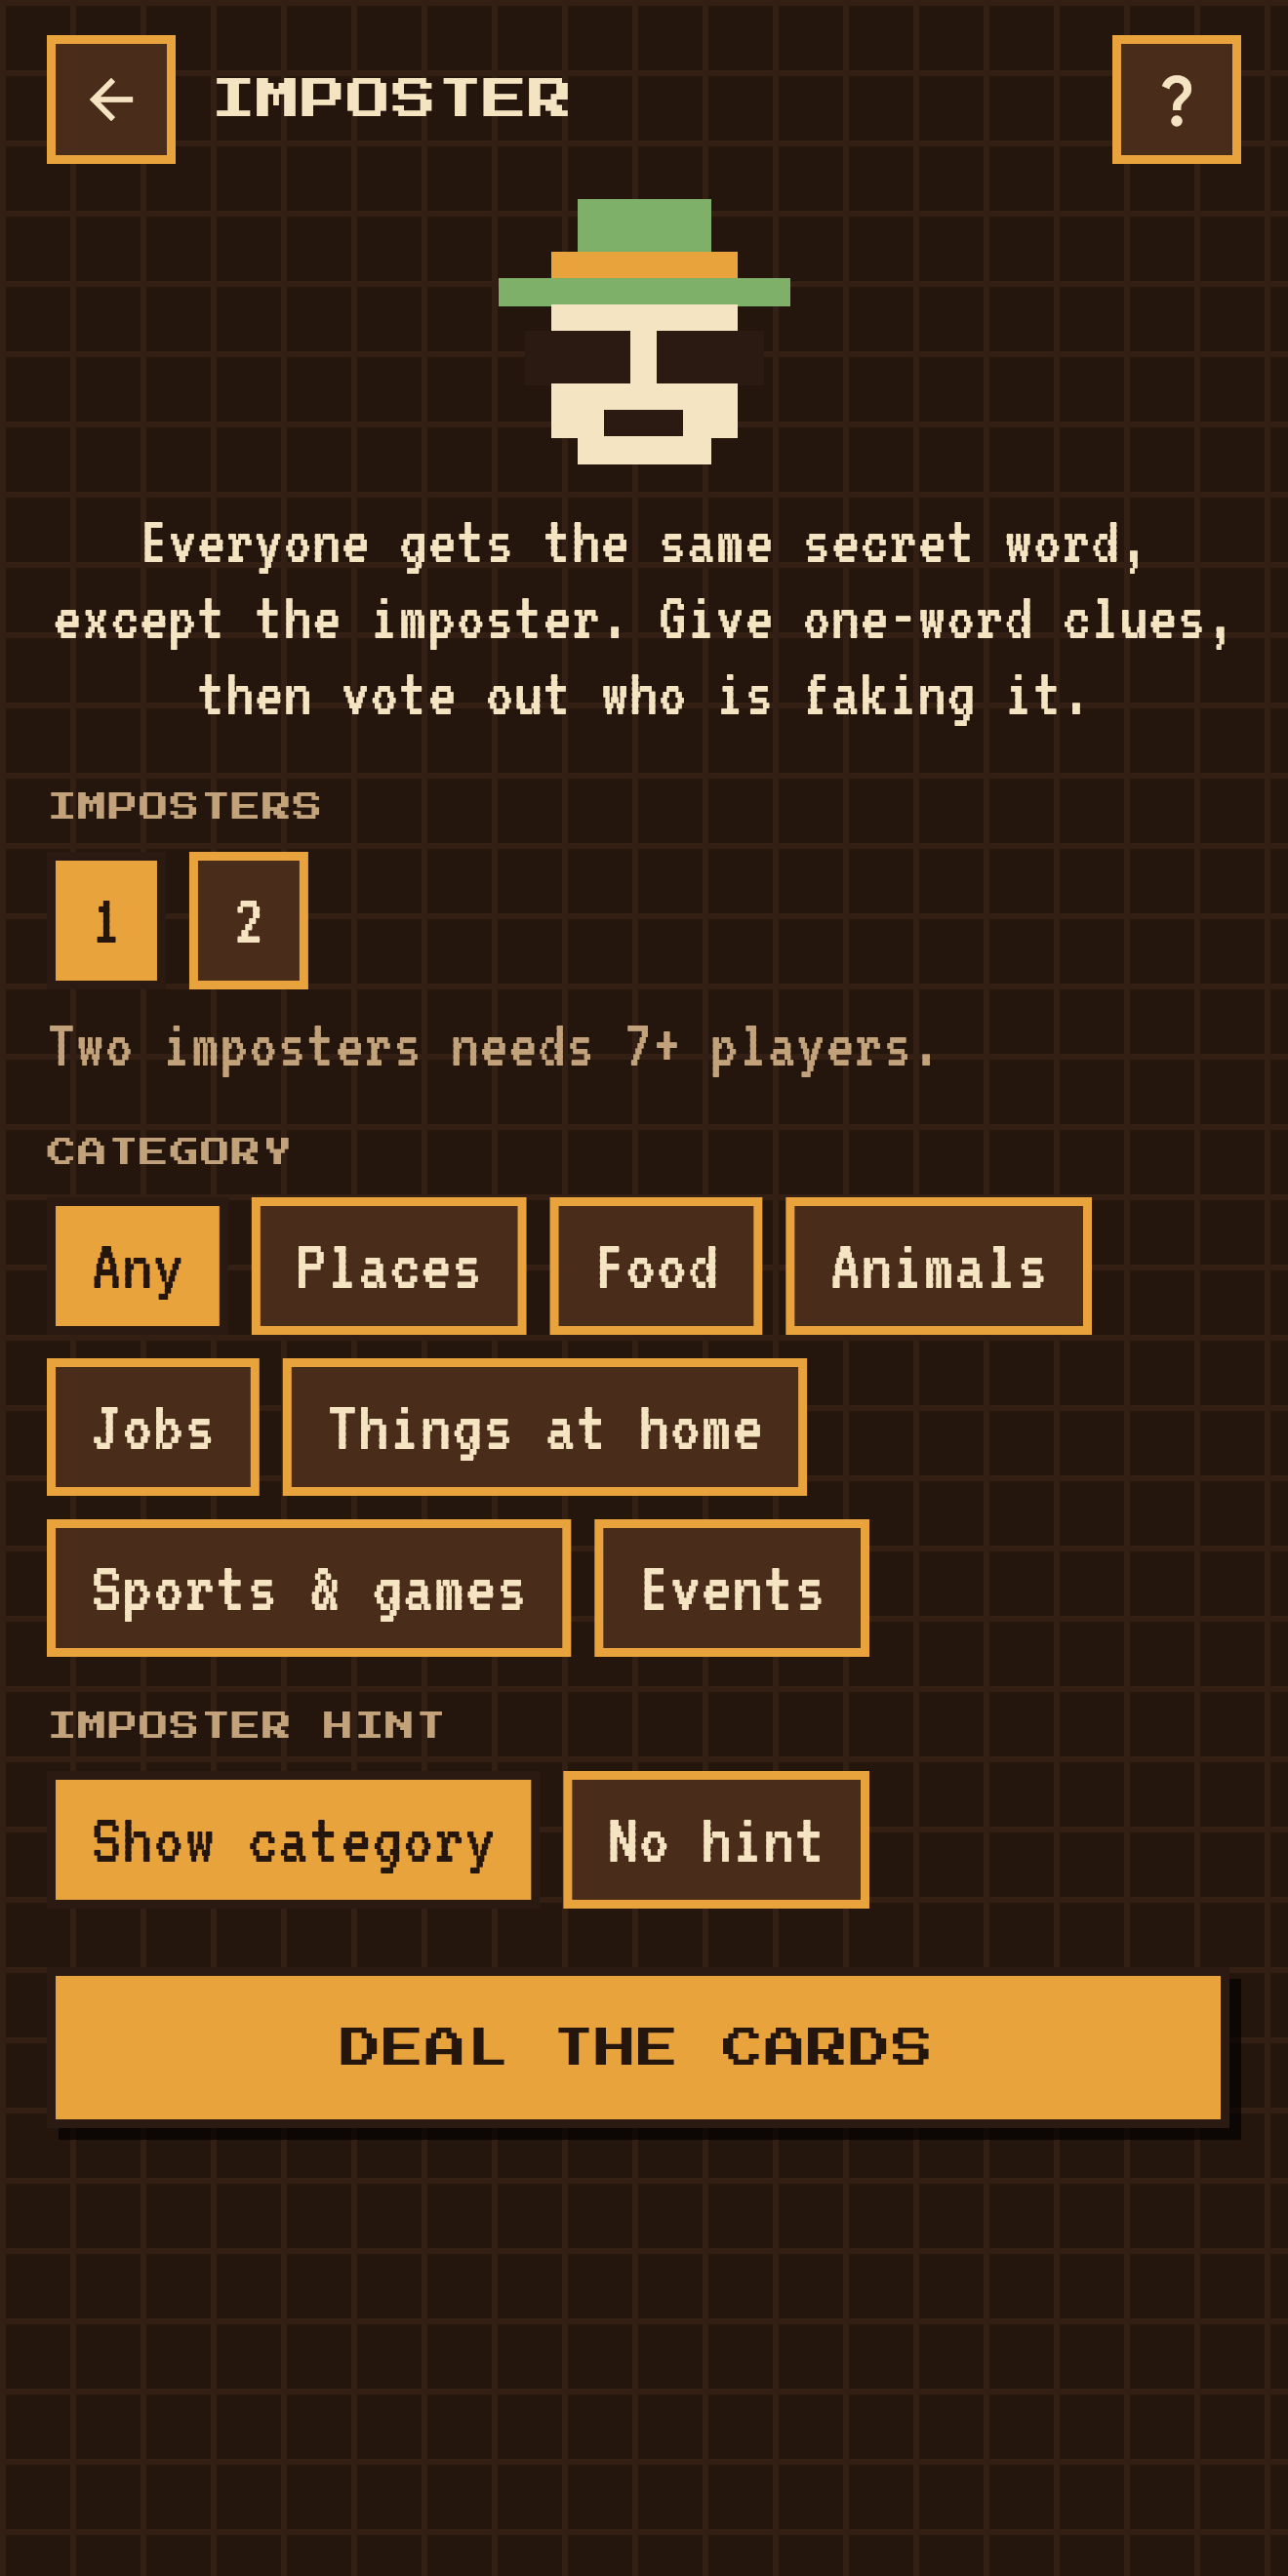 IMPOSTER
?
Everyone gets the same secret word,
except the imposter. Give one-word clues,
then vote out who is faking it.
IMPOSTERS
1 2
Two imposters needs 7+ players.
CATEGORY
Any Places Food Animals
Jobs Things at home
Sports & games Events
IMPOSTER HINT
Show category No hint
DEAL THE CARDS